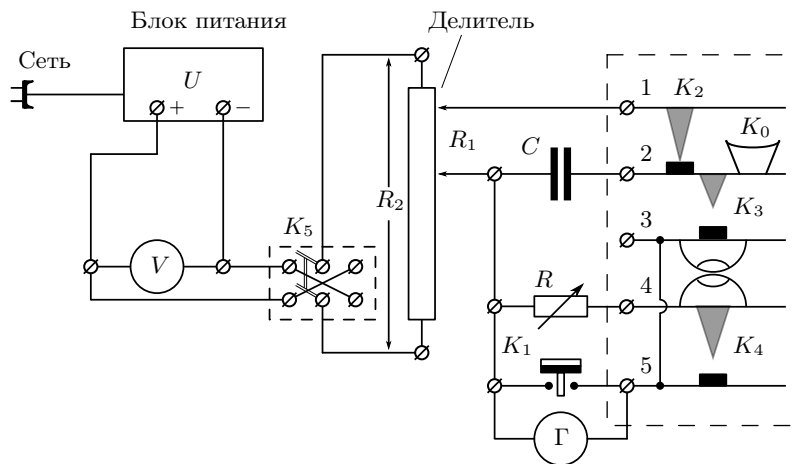 Блок питания
Делитель
Сеть
U
+ −
1 K₂
R₁ C 2 K₀
R₂
K₅ 3 K₃
V
R 4
K₁ K₄
5
Г